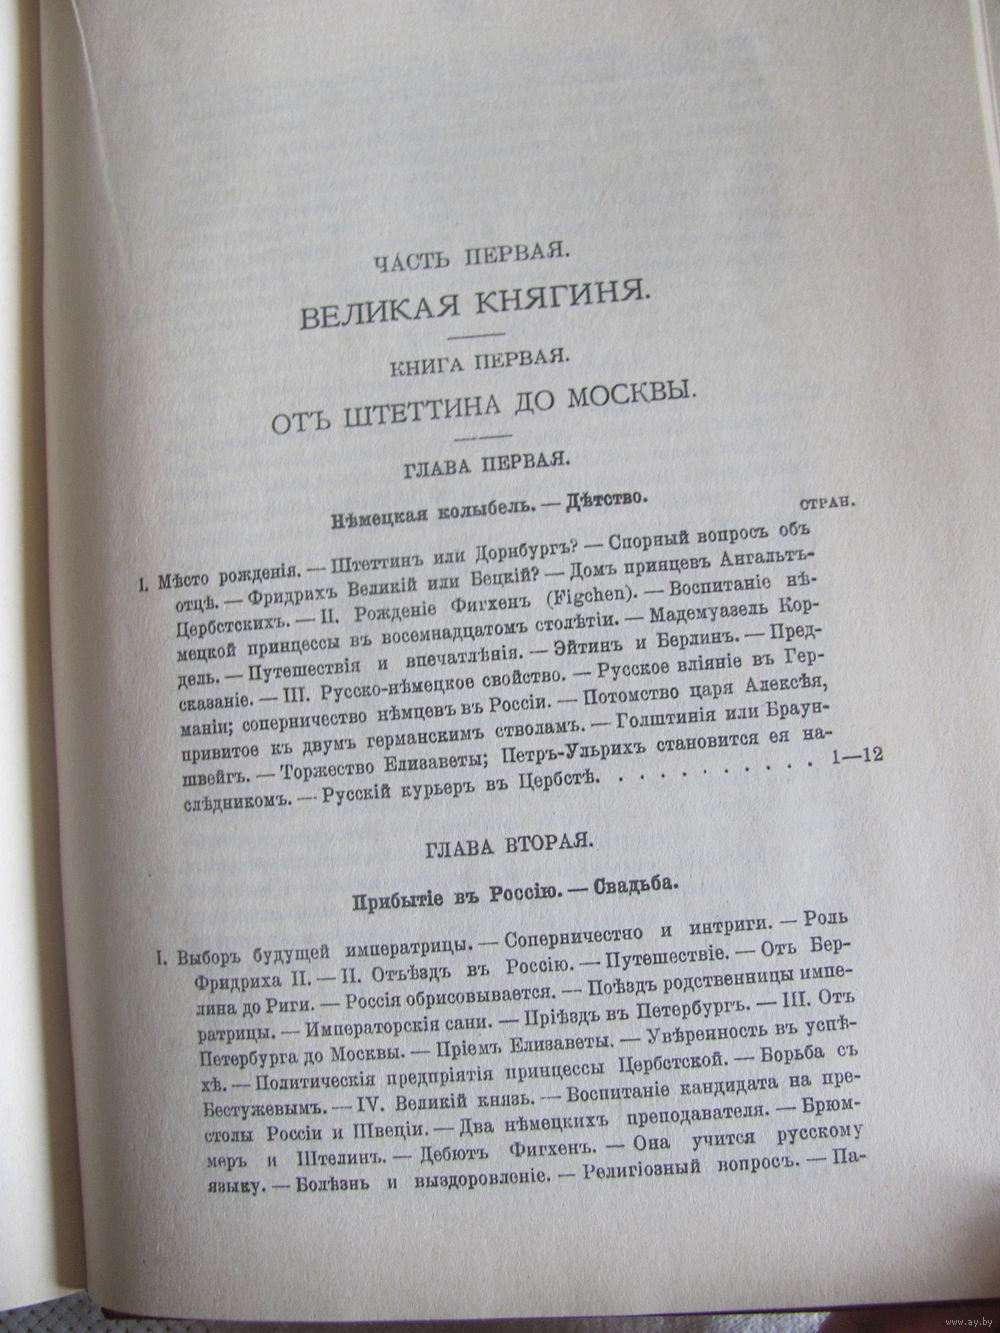 ЧАСТЬ ПЕРВАЯ.
ВЕЛИКАЯ КНЯГИНЯ.
КНИГА ПЕРВАЯ.
ОТЪ ШТЕТТИНА ДО МОСКВЫ.
ГЛАВА ПЕРВАЯ.
Нѣмецкая колыбель. — Дѣтство.
СТРАН.
I. Мѣсто рожденія. — Штеттинъ или Дорнбургъ? — Спорный вопросъ объ
отцѣ. — Фридрихъ Великій или Бецкій? — Домъ принцевъ Ангальтъ-
Цербстскихъ. — II. Рожденіе Фигхенъ (Figchen). — Воспитаніе нѣ-
мецкой принцессы въ восемнадцатомъ столѣтіи. — Мадемуазель Кор-
дель. — Путешествія и впечатлѣнія. — Эйтинъ и Берлинъ. — Пред-
сказаніе. — III. Русско-нѣмецкое свойство. — Русское вліяніе въ Гер-
маніи; соперничество нѣмцевъ въ Россіи. — Потомство царя Алексѣя,
привитое къ двумъ германскимъ стволамъ. — Голштинія или Браун-
швейгъ. — Торжество Елизаветы; Петръ-Ульрихъ становится ея на-
слѣдникомъ. — Русскій курьеръ въ Цербстѣ. . . . . . . . . . . 1—12
ГЛАВА ВТОРАЯ.
Прибытіе въ Россію. — Свадьба.
I. Выборъ будущей императрицы. — Соперничество и интриги. — Роль
Фридриха II. — II. Отъѣздъ въ Россію. — Путешествіе. — Отъ Бер-
лина до Риги. — Россія обрисовывается. — Поѣздъ родственницы импе-
ратрицы. — Императорскія сани. — Пріѣздъ въ Петербургъ. — III. Отъ
Петербурга до Москвы. — Пріемъ Елизаветы. — Увѣренность въ успѣ-
хѣ. — Политическія предпріятія принцессы Цербстской. — Борьба съ
Бестужевымъ. — IV. Великій князь. — Воспитаніе кандидата на пре-
столы Россіи и Швеціи. — Два нѣмецкихъ преподавателя. — Брюм-
меръ и Штелинъ. — Дебютъ Фигхенъ. — Она учится русскому
языку. — Болѣзнь и выздоровленіе. — Религіозный вопросъ. — Па-
www.ay.by